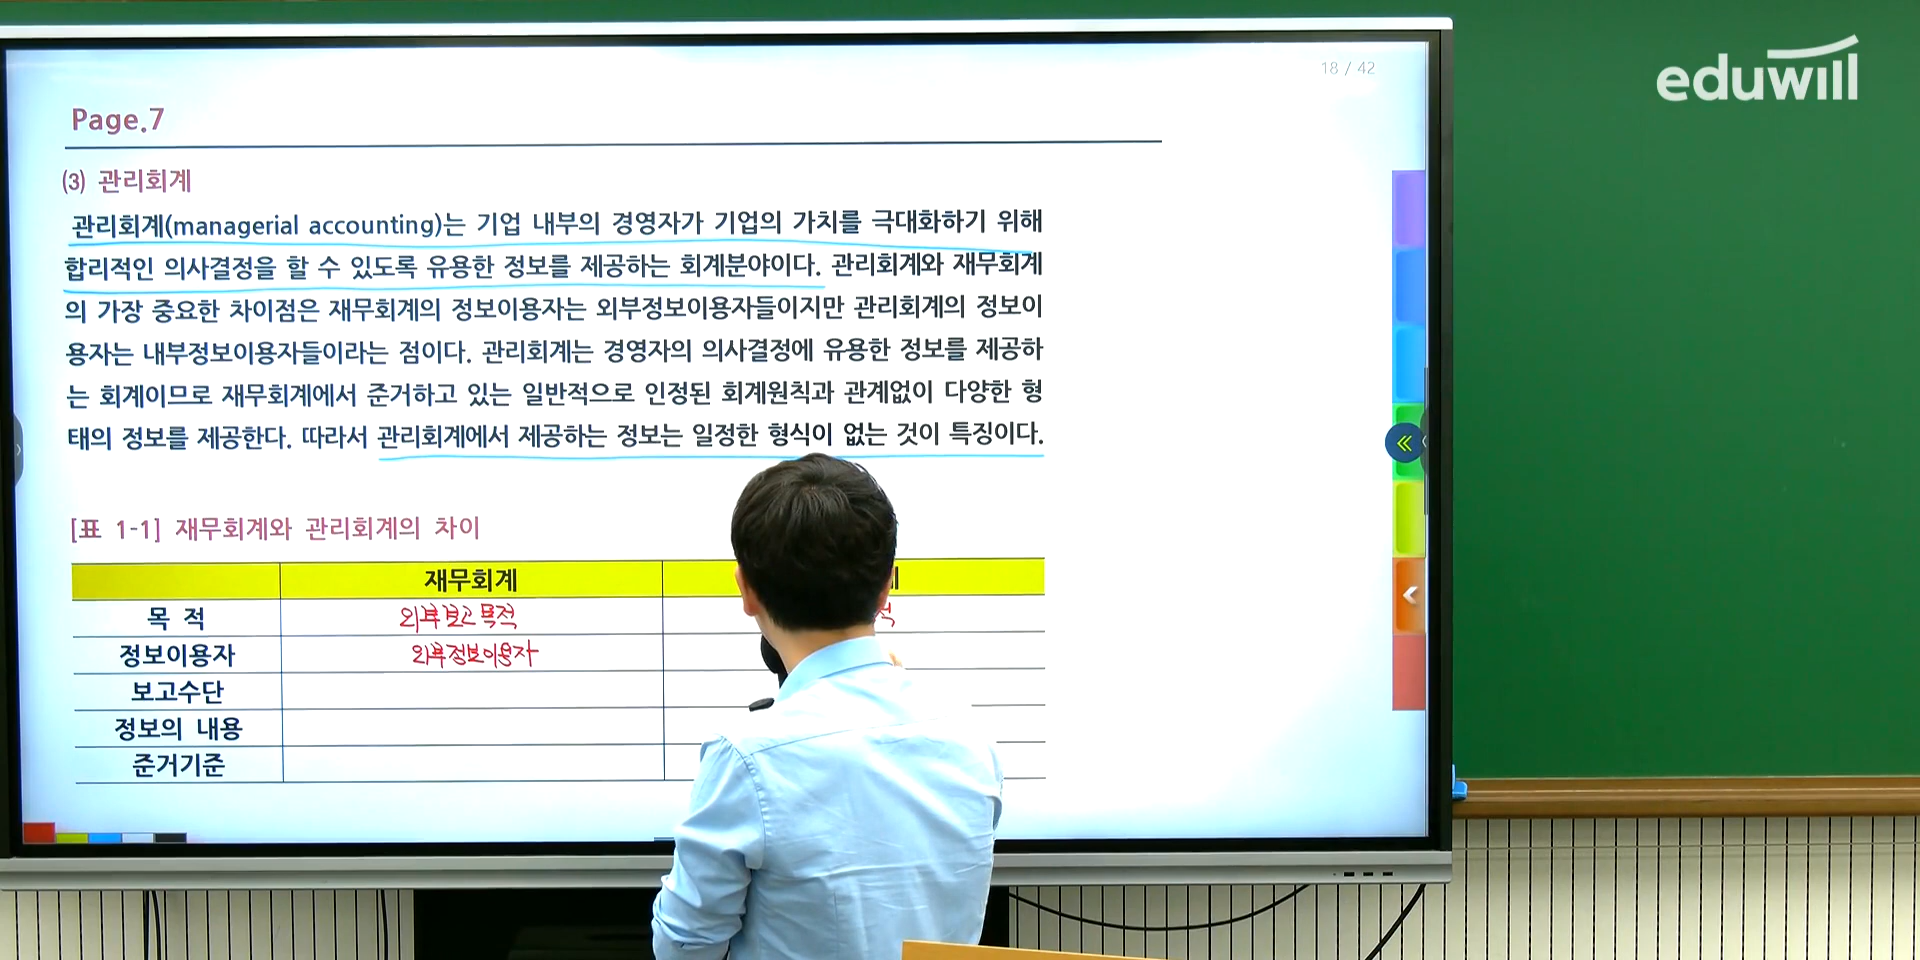 eduwill
18 / 42
Page.7
(3) 관리회계
관리회계(managerial accounting)는 기업 내부의 경영자가 기업의 가치를 극대화하기 위해
합리적인 의사결정을 할 수 있도록 유용한 정보를 제공하는 회계분야이다. 관리회계와 재무회계
의 가장 중요한 차이점은 재무회계의 정보이용자는 외부정보이용자들이지만 관리회계의 정보이
용자는 내부정보이용자들이라는 점이다. 관리회계는 경영자의 의사결정에 유용한 정보를 제공하
는 회계이므로 재무회계에서 준거하고 있는 일반적으로 인정된 회계원칙과 관계없이 다양한 형
태의 정보를 제공한다. 따라서 관리회계에서 제공하는 정보는 일정한 형식이 없는 것이 특징이다.
[표 1-1] 재무회계와 관리회계의 차이
재무회계
목 적 외부보고 목적 적
정보이용자 외부정보이용자
보고수단
정보의 내용
준거기준